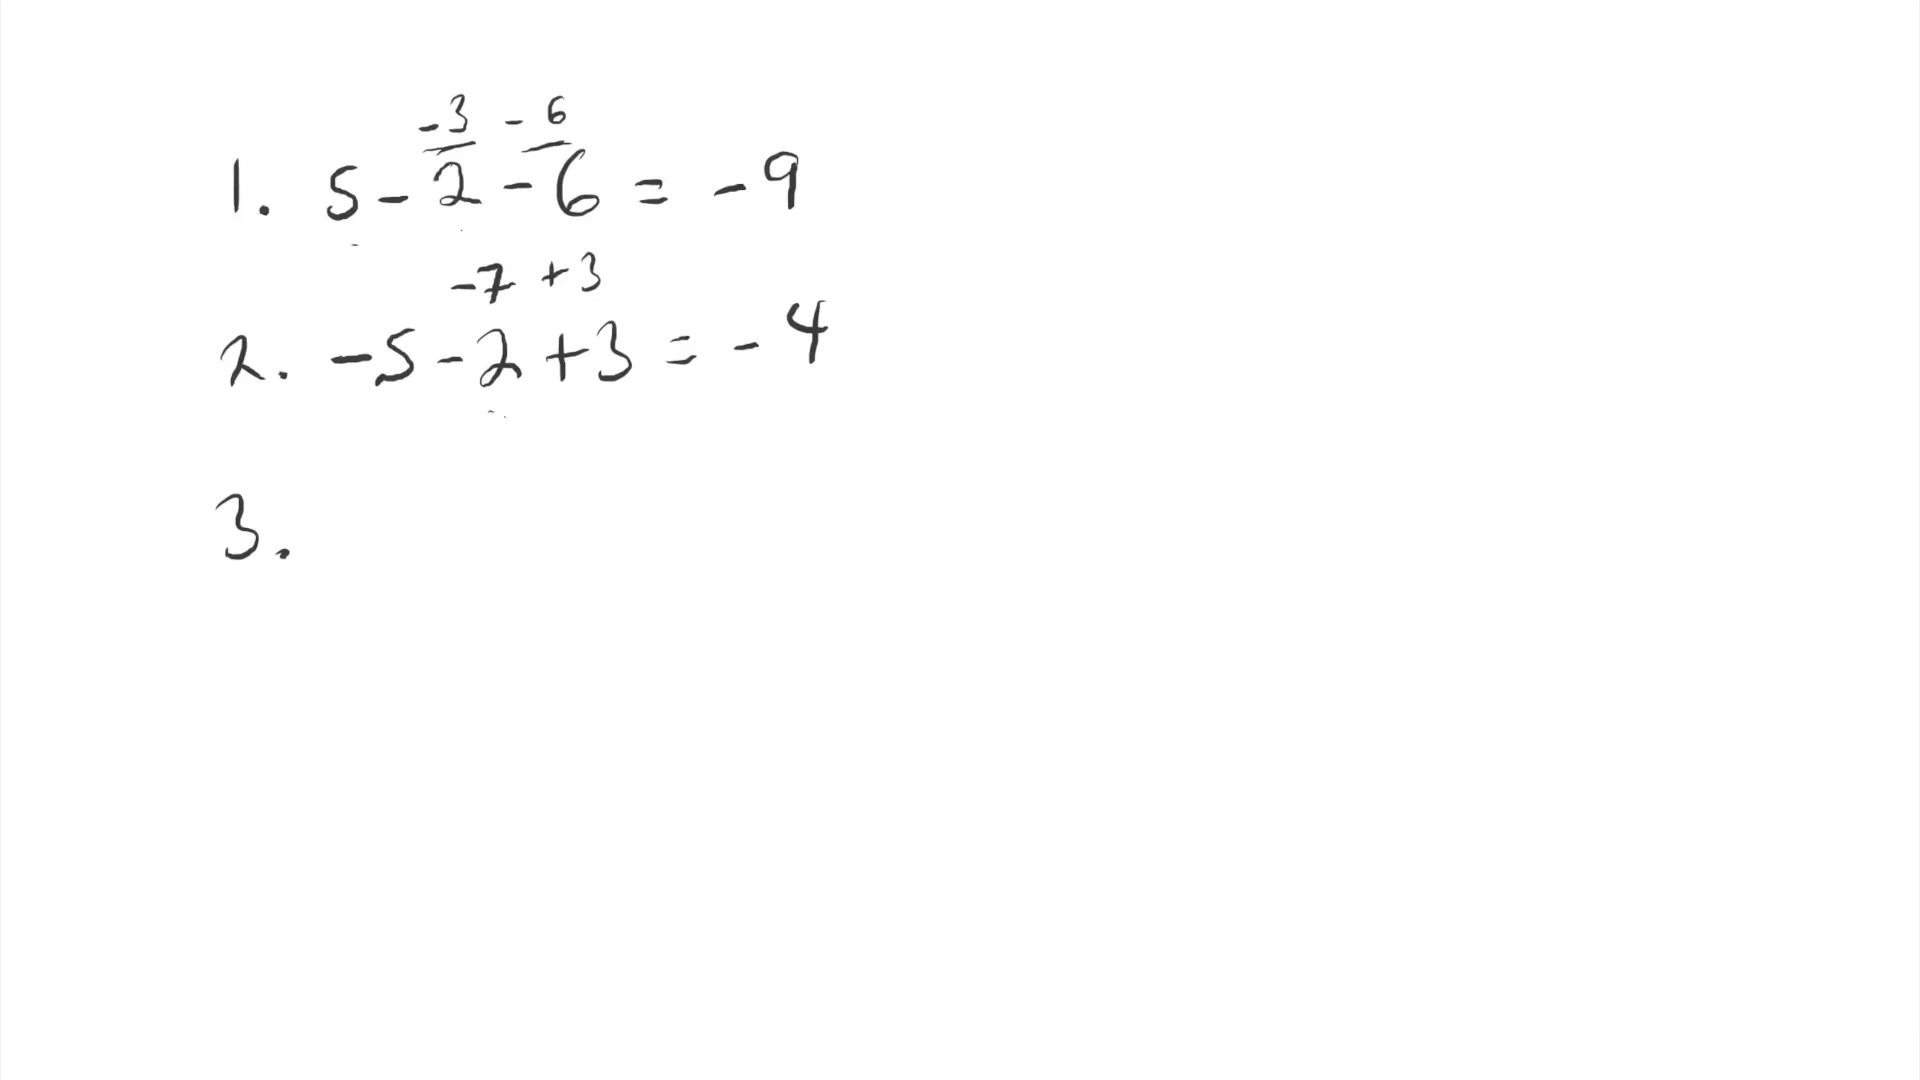 -3 - 6
1. 5 - 2 - 6 = - 9
-7 + 3
2. -5 - 2 + 3 = - 4
3.